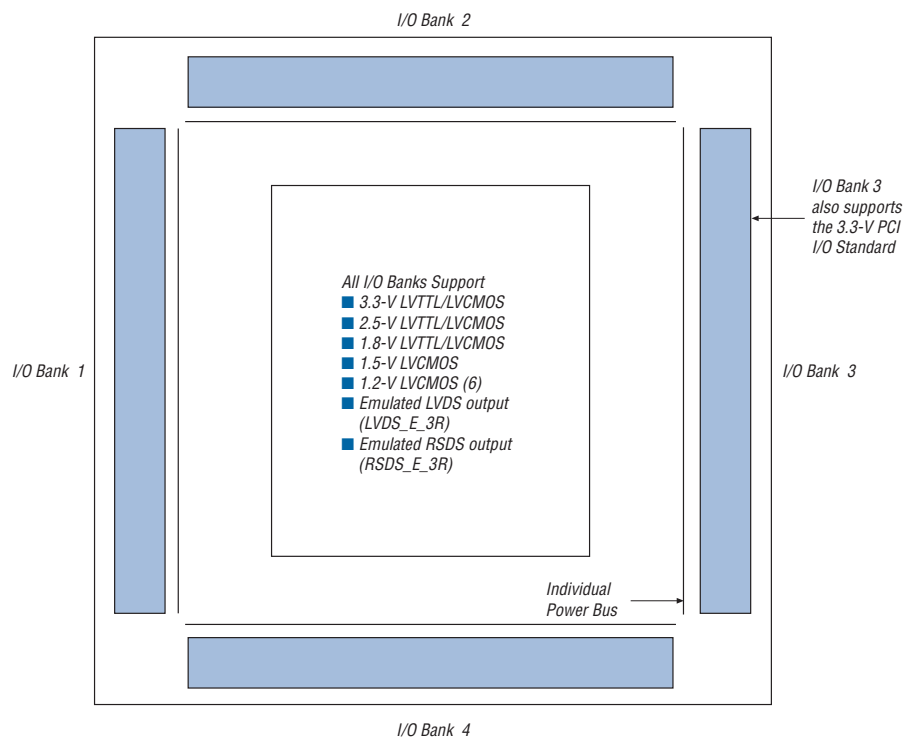 I/O Bank 2
I/O Bank 3
also supports
the 3.3-V PCI
I/O Standard
All I/O Banks Support
■ 3.3-V LVTTL/LVCMOS
■ 2.5-V LVTTL/LVCMOS
■ 1.8-V LVTTL/LVCMOS
■ 1.5-V LVCMOS
■ 1.2-V LVCMOS (6)
■ Emulated LVDS output
(LVDS_E_3R)
■ Emulated RSDS output
(RSDS_E_3R)
I/O Bank 1
I/O Bank 3
Individual
Power Bus
I/O Bank 4